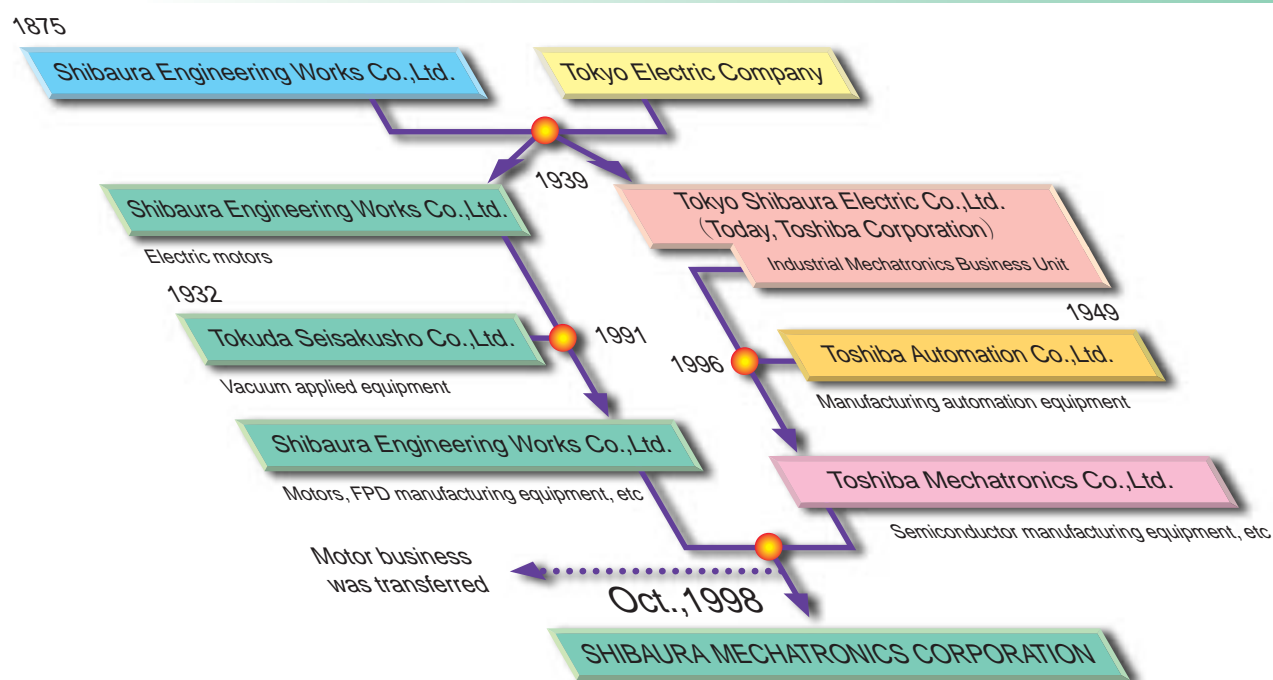 1875
Shibaura Engineering Works Co.,Ltd.
Tokyo Electric Company
1939
Shibaura Engineering Works Co.,Ltd.
Electric motors
Tokyo Shibaura Electric Co.,Ltd.
(Today, Toshiba Corporation)
Industrial Mechatronics Business Unit
1932
Tokuda Seisakusho Co.,Ltd.
Vacuum applied equipment
1991
1949
1996
Toshiba Automation Co.,Ltd.
Manufacturing automation equipment
Shibaura Engineering Works Co.,Ltd.
Motors, FPD manufacturing equipment, etc
Toshiba Mechatronics Co.,Ltd.
Semiconductor manufacturing equipment, etc
Motor business
was transferred
Oct.,1998
SHIBAURA MECHATRONICS CORPORATION